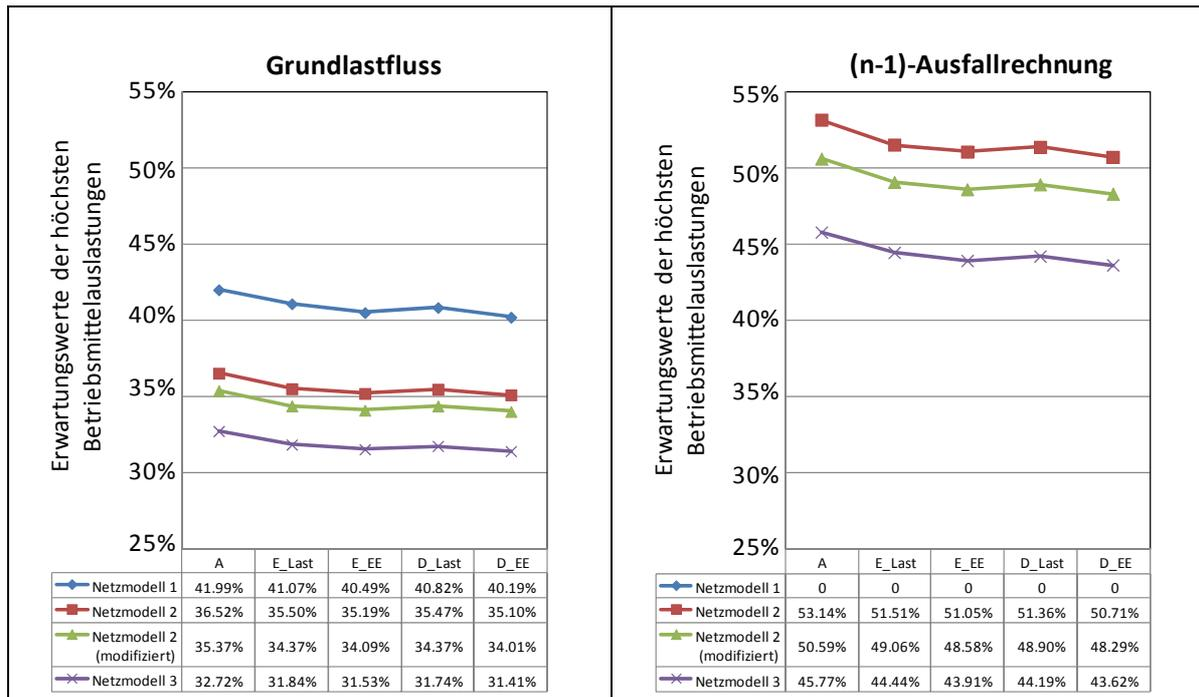 Grundlastfluss
Erwartungswerte der höchsten
Betriebsmittelauslastungen
55%
50%
45%
40%
35%
30%
25%
A E_Last E_EE D_Last D_EE
Netzmodell 1 41.99% 41.07% 40.49% 40.82% 40.19%
Netzmodell 2 36.52% 35.50% 35.19% 35.47% 35.10%
Netzmodell 2
(modifiziert) 35.37% 34.37% 34.09% 34.37% 34.01%
Netzmodell 3 32.72% 31.84% 31.53% 31.74% 31.41%
(n-1)-Ausfallrechnung
Erwartungswerte der höchsten
Betriebsmittelauslastungen
55%
50%
45%
40%
35%
30%
25%
A E_Last E_EE D_Last D_EE
Netzmodell 1 0 0 0 0 0
Netzmodell 2 53.14% 51.51% 51.05% 51.36% 50.71%
Netzmodell 2
(modifiziert) 50.59% 49.06% 48.58% 48.90% 48.29%
Netzmodell 3 45.77% 44.44% 43.91% 44.19% 43.62%